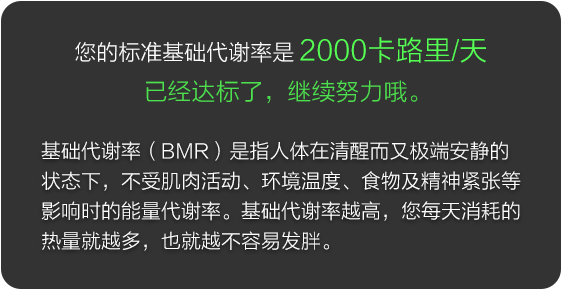 您的标准基础代谢率是 2000卡路里/天
已经达标了，继续努力哦。
基础代谢率（BMR）是指人体在清醒而又极端安静的
状态下，不受肌肉活动、环境温度、食物及精神紧张等
影响时的能量代谢率。基础代谢率越高，您每天消耗的
热量就越多，也就越不容易发胖。